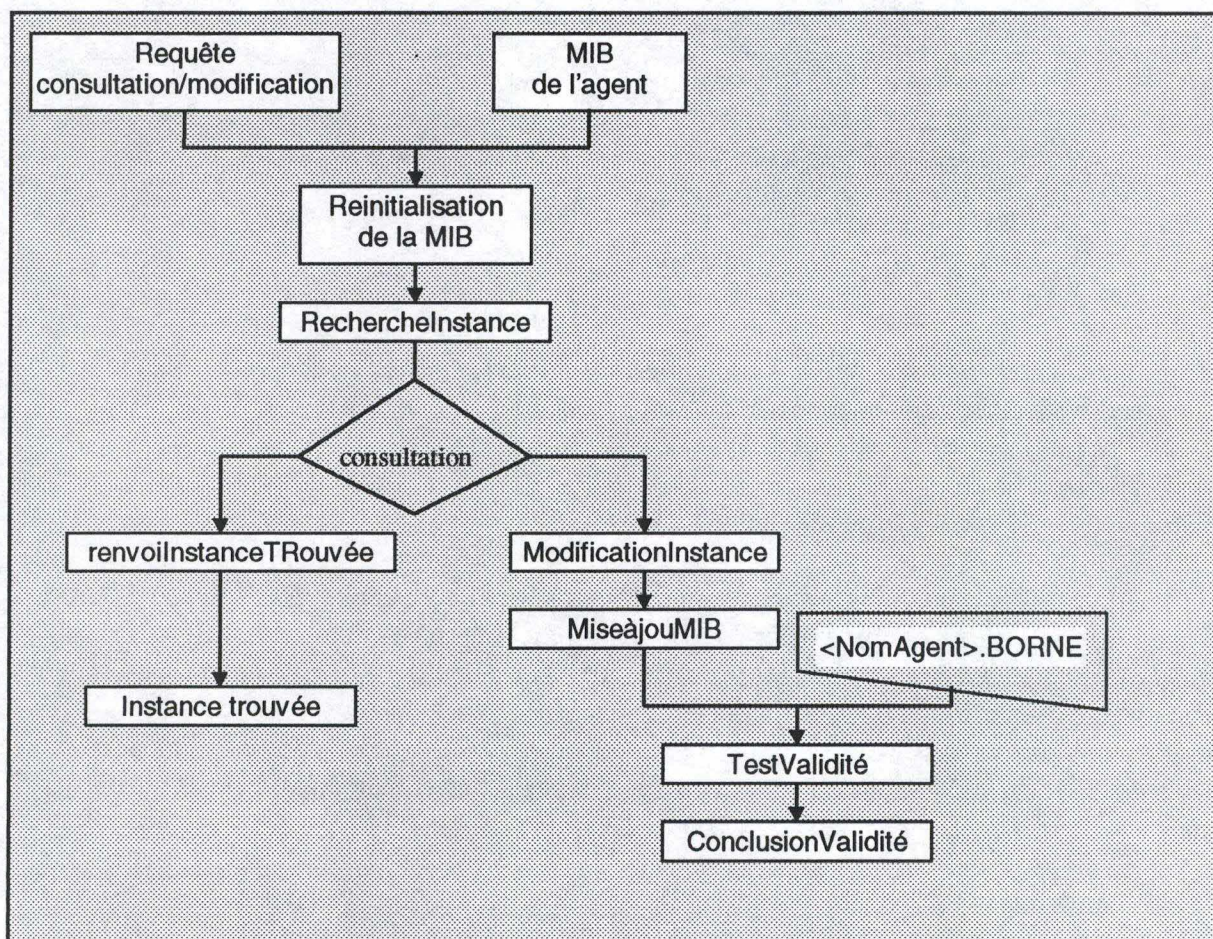 Requête
consultation/modification
MIB
de l'agent
Reinitialisation
de la MIB
RechercheInstance
consultation
renvoiInstanceTRouvée
ModificationInstance
MiseàjouMIB
<NomAgent>.BORNE
Instance trouvée
TestValidité
ConclusionValidité